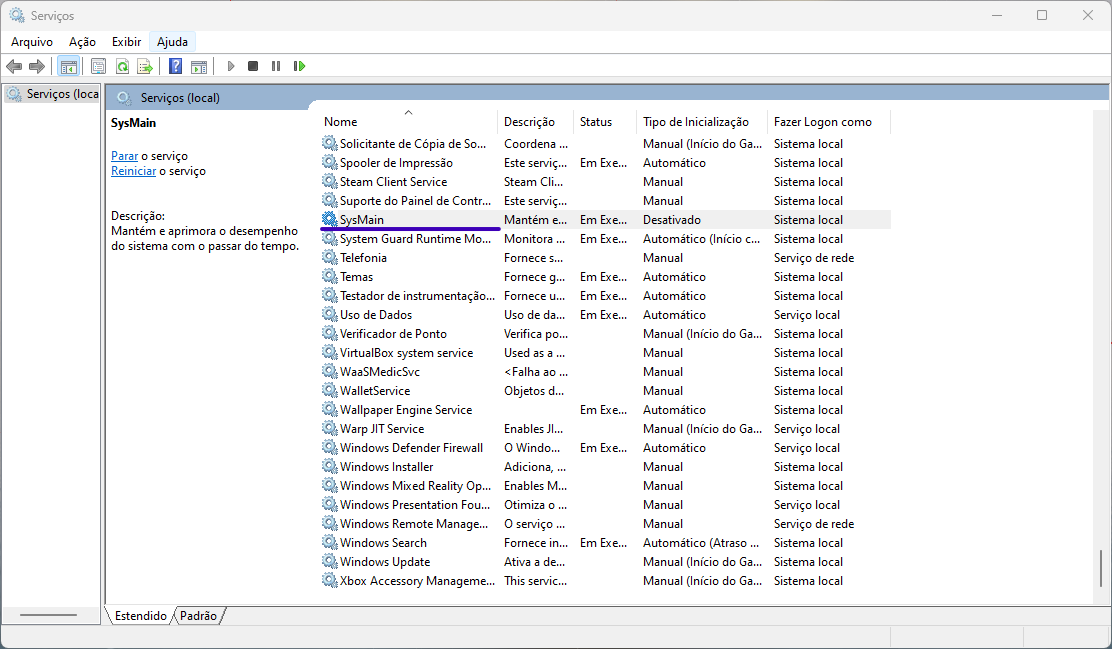 Serviços
Arquivo Ação Exibir Ajuda
Serviços (loca
Serviços (local)
SysMain
Parar o serviço
Reiniciar o serviço
Descrição:
Mantém e aprimora o desempenho
do sistema com o passar do tempo.
Nome Descrição Status Tipo de Inicialização Fazer Logon como
Solicitante de Cópia de So... Coordena ... Manual (Início do Ga... Sistema local
Spooler de Impressão Este serviç... Em Exe... Automático Sistema local
Steam Client Service Steam Cli... Manual Sistema local
Suporte do Painel de Contr... Este serviç... Manual Sistema local
SysMain Mantém e... Em Exe... Desativado Sistema local
System Guard Runtime Mo... Monitora ... Em Exe... Automático (Início c... Sistema local
Telefonia Fornece s... Manual Serviço de rede
Temas Fornece g... Em Exe... Automático Sistema local
Testador de instrumentação... Fornece u... Em Exe... Automático Sistema local
Uso de Dados Uso de da... Em Exe... Automático Serviço local
Verificador de Ponto Verifica po... Manual (Início do Ga... Sistema local
VirtualBox system service Used as a ... Manual Sistema local
WaaSMedicSvc <Falha ao ... Manual Sistema local
WalletService Objetos d... Manual Sistema local
Wallpaper Engine Service Em Exe... Automático Sistema local
Warp JIT Service Enables JI... Manual (Início do Ga... Serviço local
Windows Defender Firewall O Windo... Em Exe... Automático Serviço local
Windows Installer Adiciona, ... Manual Sistema local
Windows Mixed Reality Op... Enables M... Manual Sistema local
Windows Presentation Fou... Otimiza o ... Manual Serviço local
Windows Remote Manage... O serviço ... Manual Serviço de rede
Windows Search Fornece in... Em Exe... Automático (Atraso ... Sistema local
Windows Update Ativa a de... Manual (Início do Ga... Sistema local
Xbox Accessory Manageme... This servic... Manual (Início do Ga... Sistema local
Estendido Padrão